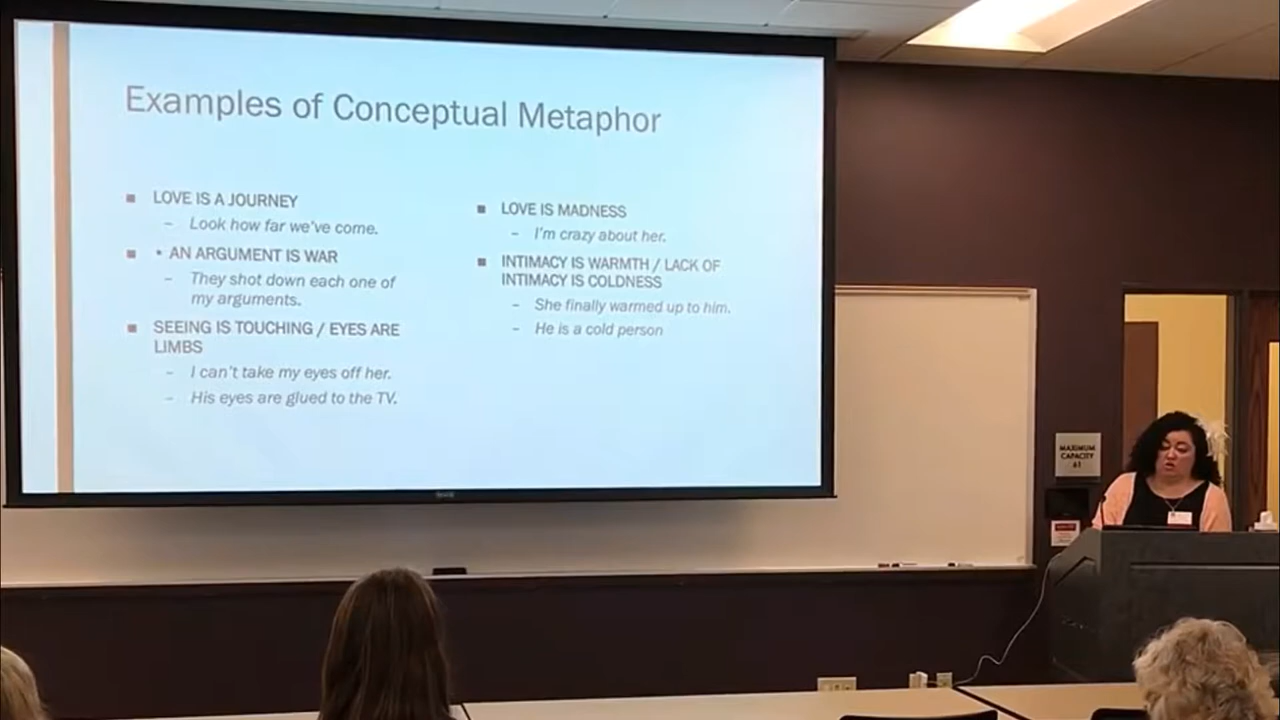 Examples of Conceptual Metaphor
■ LOVE IS A JOURNEY
– Look how far we've come.
■ • AN ARGUMENT IS WAR
– They shot down each one of
my arguments.
■ SEEING IS TOUCHING / EYES ARE
LIMBS
– I can't take my eyes off her.
– His eyes are glued to the TV.
■ LOVE IS MADNESS
– I'm crazy about her.
■ INTIMACY IS WARMTH / LACK OF
INTIMACY IS COLDNESS
– She finally warmed up to him.
– He is a cold person
MAXIMUM
CAPACITY
61